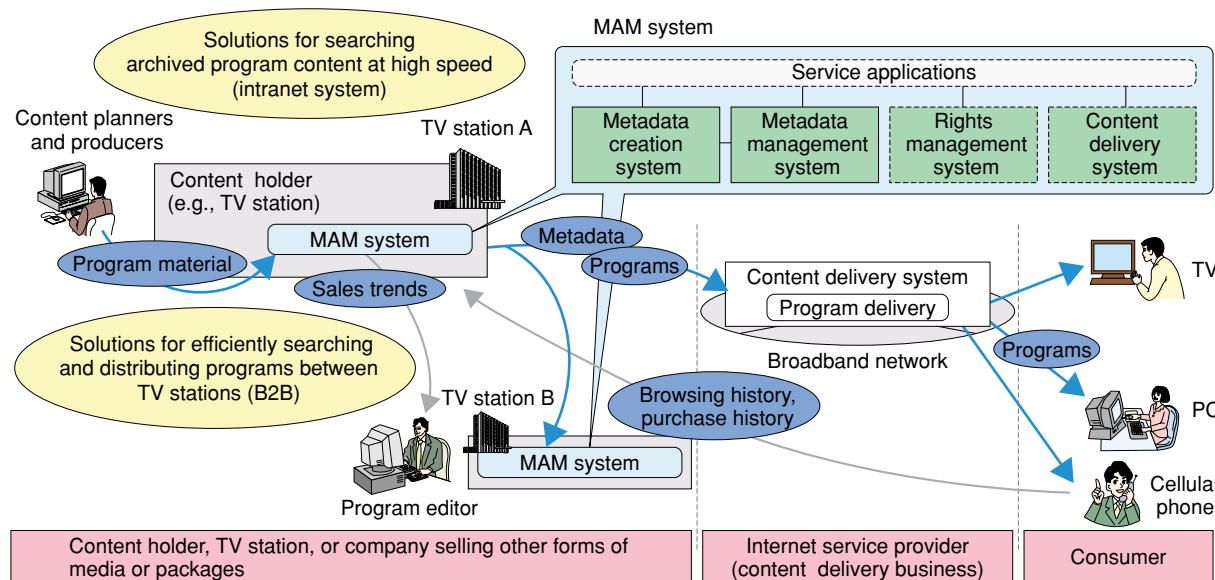 Solutions for searching
archived program content at high speed
(intranet system)
MAM system
Service applications
Metadata
creation
system
Metadata
management
system
Rights
management
system
Content
delivery
system
Content planners
and producers
TV station A
Content holder
(e.g., TV station)
MAM system
Program material
Sales trends
Metadata
Programs
Content delivery system
Program delivery
Broadband network
TV
Programs
PC
Cellular
phone
Solutions for efficiently searching
and distributing programs between
TV stations (B2B)
Browsing history,
purchase history
TV station B
MAM system
Program editor
Content holder, TV station, or company selling other forms of
media or packages
Internet service provider
(content delivery business)
Consumer